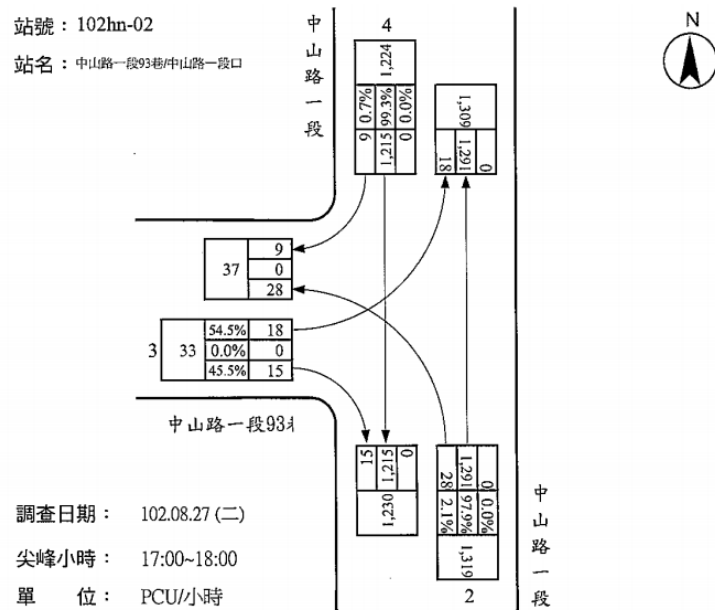 站號：102hn-02
站名：中山路一段93巷/中山路一段口
中山路一段
4
N
1,224
0.7% 99.3% 0.0%
9 1,215 0
1,309
18 1,291 0
37
9
0
28
3
33
54.5% 18
0.0% 0
45.5% 15
中山路一段93巷
15 1,215 0
1,230
28 1,291 0
2.1% 97.9% 0.0%
1,319
2
中山路一段
調查日期： 102.08.27 (二)
尖峰小時： 17:00~18:00
單位： PCU/小時